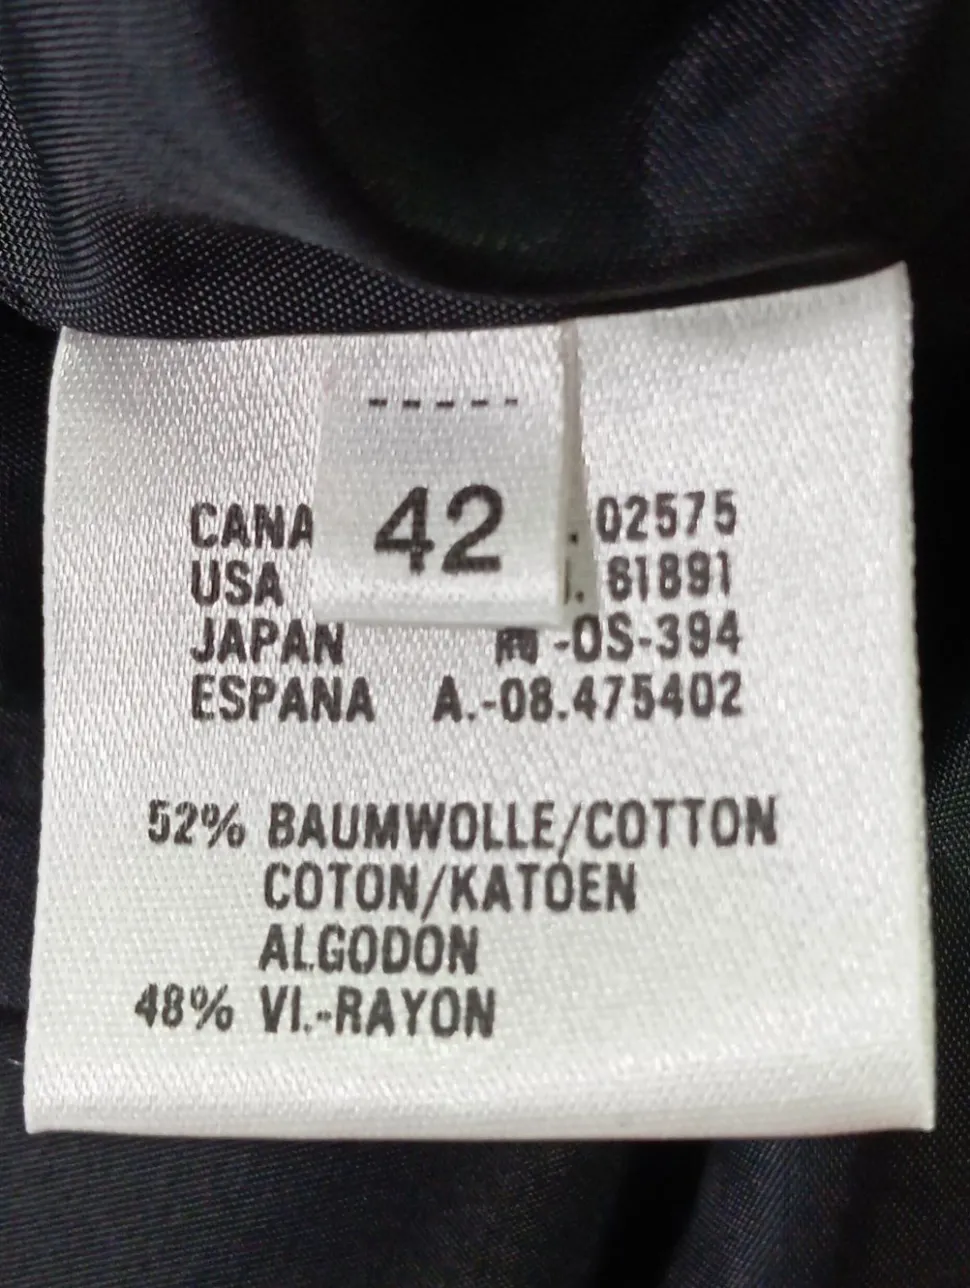 -----
42
CANA . 02575
USA . 61891
JAPAN -OS-394
ESPANA A.-08.475402
52% BAUMWOLLE/COTTON
COTON/KATOEN
ALGODON
48% VI.-RAYON